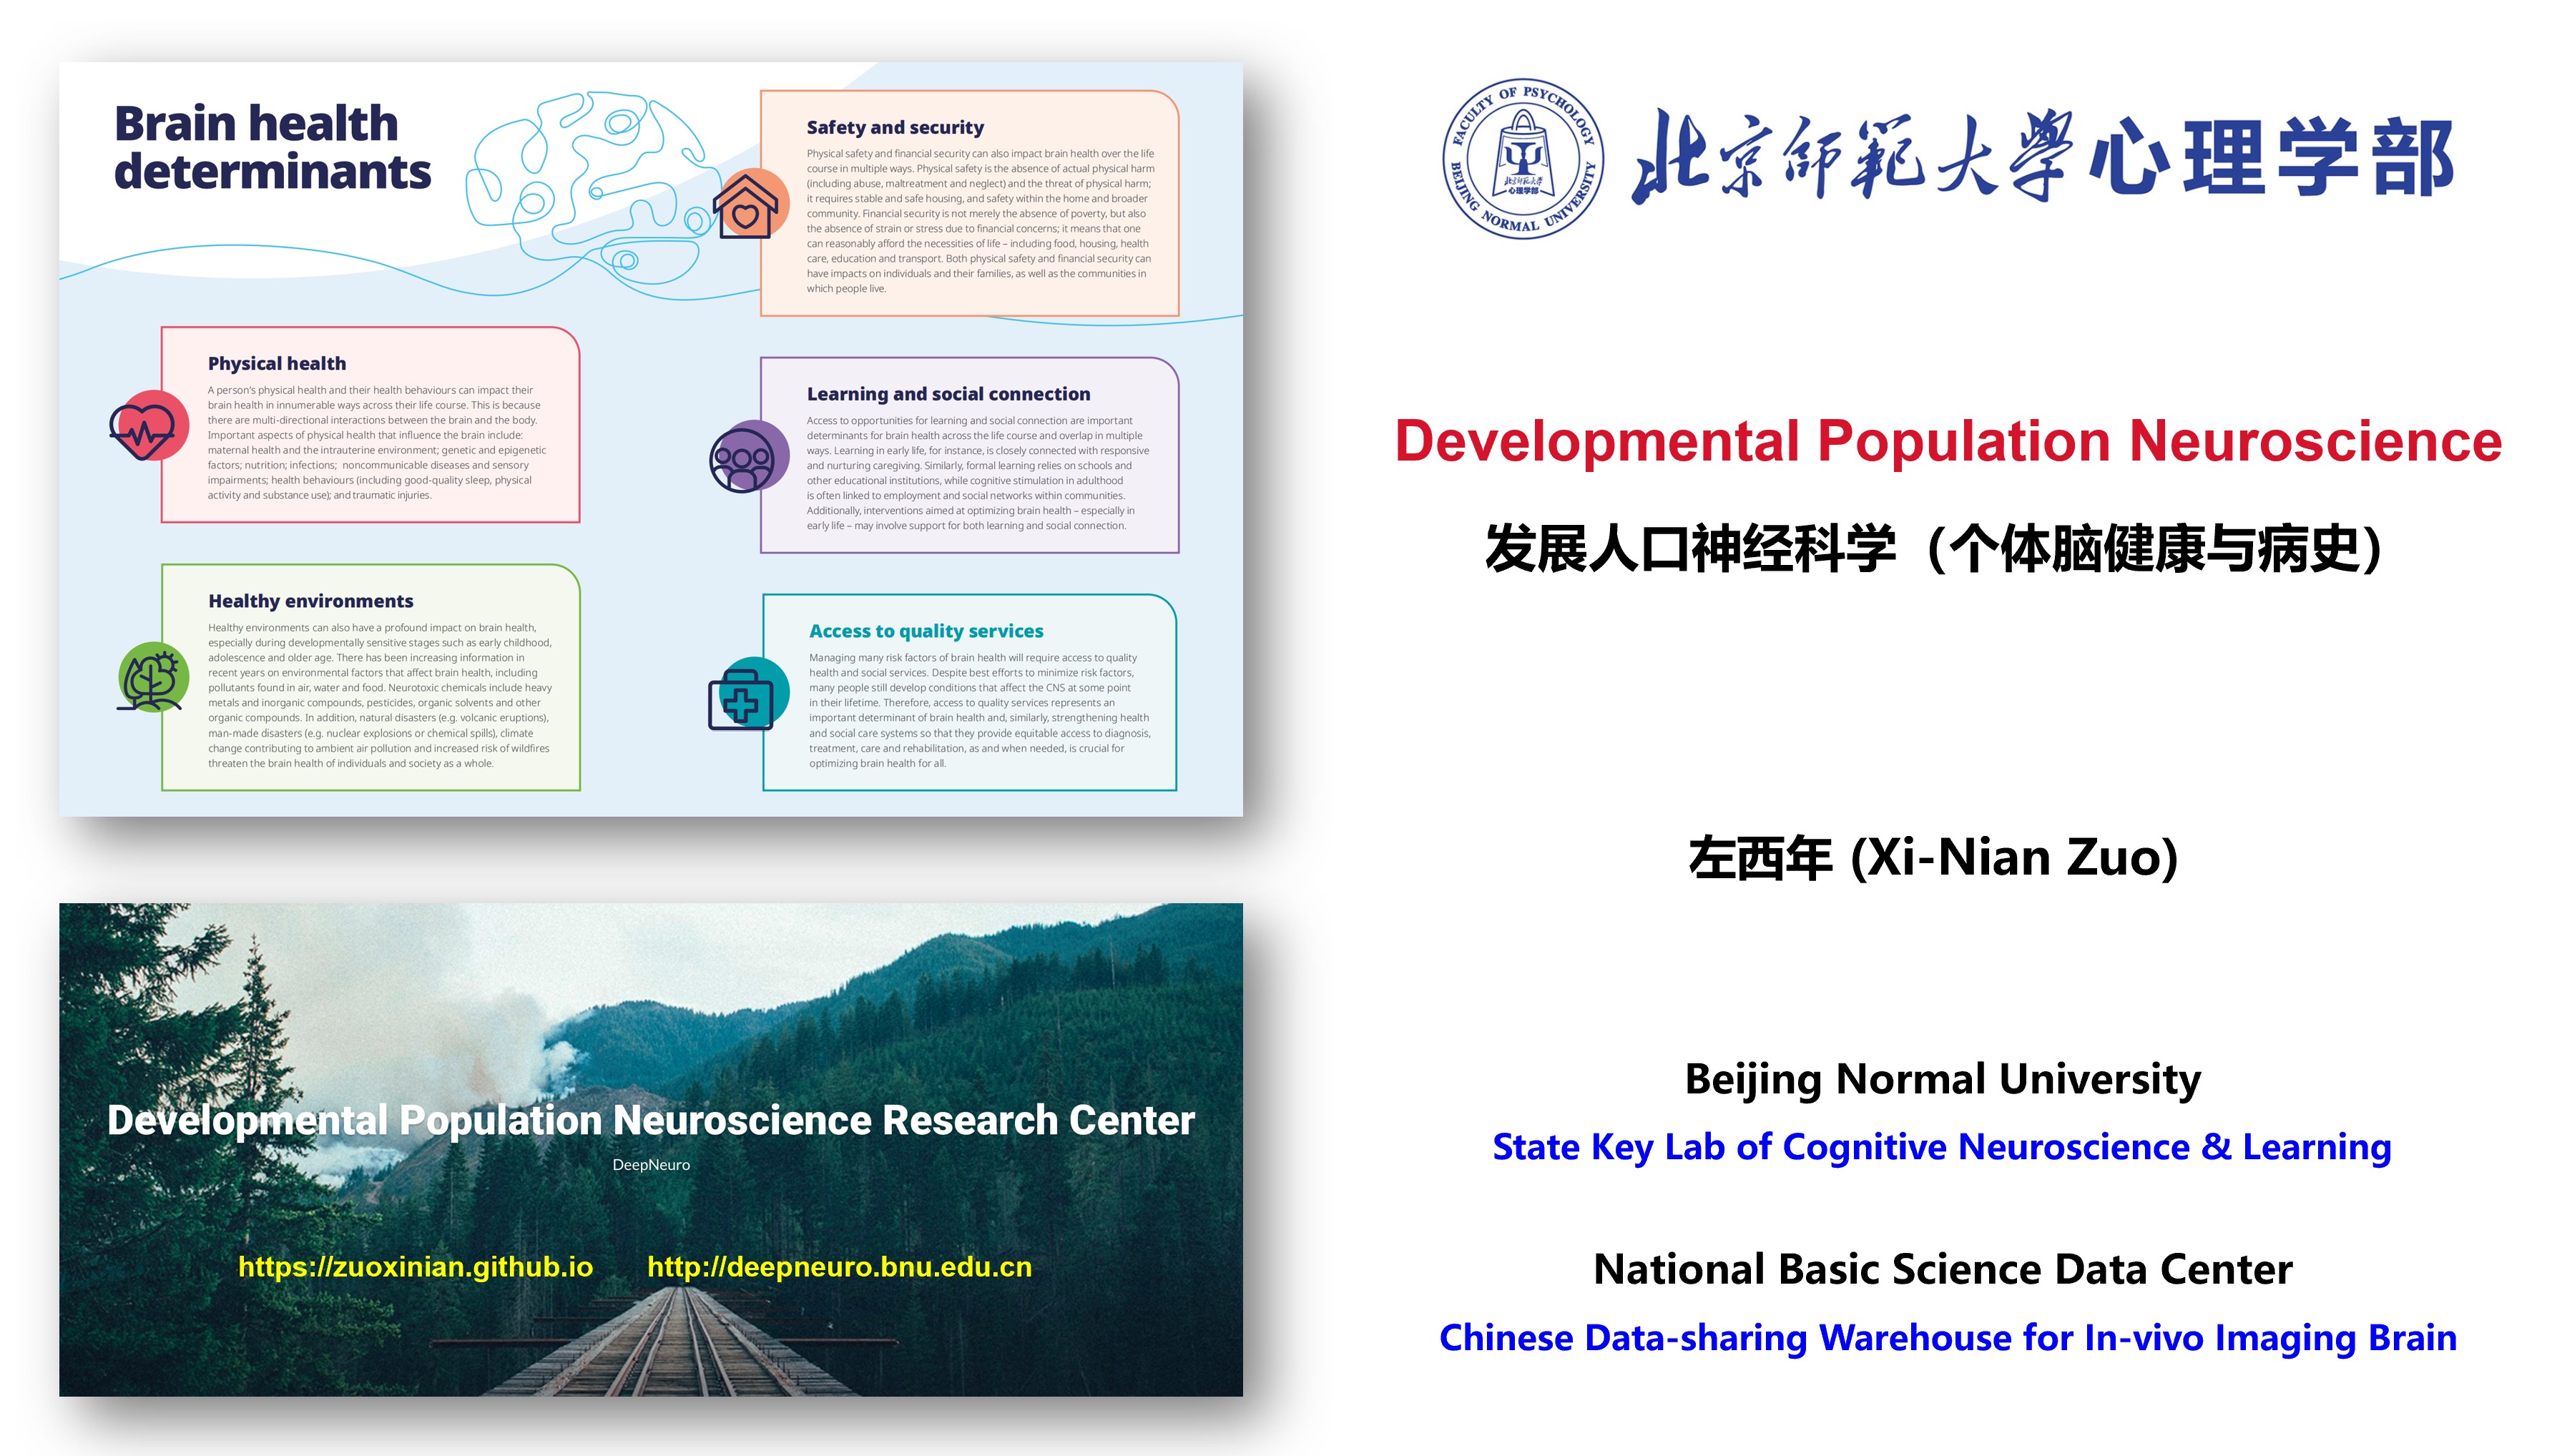 Brain health
determinants
Safety and security
Physical safety and financial security can also impact brain health over the life
course in multiple ways. Physical safety is the absence of actual physical harm
(including abuse, maltreatment and neglect) and the threat of physical harm;
it requires stable and safe housing, and safety within the home and broader
community. Financial security is not merely the absence of poverty, but also
the absence of strain or stress due to financial concerns; it means that one
can reasonably afford the necessities of life – including food, housing, health
care, education and transport. Both physical safety and financial security can
have impacts on individuals and their families, as well as the communities in
which people live.
Physical health
A person's physical health and their health behaviours can impact their
brain health in innumerable ways across their life course. This is because
there are multi-directional interactions between the brain and the body.
Important aspects of physical health that influence the brain include:
maternal health and the intrauterine environment; genetic and epigenetic
factors; nutrition; infections; noncommunicable diseases and sensory
impairments; health behaviours (including good-quality sleep, physical
activity and substance use); and traumatic injuries.
Learning and social connection
Access to opportunities for learning and social connection are important
determinants for brain health across the life course and overlap in multiple
ways. Learning in early life, for instance, is closely connected with responsive
and nurturing caregiving. Similarly, formal learning relies on schools and
other educational institutions, while cognitive stimulation in adulthood
is often linked to employment and social networks within communities.
Additionally, interventions aimed at optimizing brain health – especially in
early life – may involve support for both learning and social connection.
Healthy environments
Healthy environments can also have a profound impact on brain health,
especially during developmentally sensitive stages such as early childhood,
adolescence and older age. There has been increasing information in
recent years on environmental factors that affect brain health, including
pollutants found in air, water and food. Neurotoxic chemicals include heavy
metals and inorganic compounds, pesticides, organic solvents and other
organic compounds. In addition, natural disasters (e.g. volcanic eruptions),
man-made disasters (e.g. nuclear explosions or chemical spills), climate
change contributing to ambient air pollution and increased risk of wildfires
threaten the brain health of individuals and society as a whole.
Access to quality services
Managing many risk factors of brain health will require access to quality
health and social services. Despite best efforts to minimize risk factors,
many people still develop conditions that affect the CNS at some point
in their lifetime. Therefore, access to quality services represents an
important determinant of brain health and, similarly, strengthening health
and social care systems so that they provide equitable access to diagnosis,
treatment, care and rehabilitation, as and when needed, is crucial for
optimizing brain health for all.
Developmental Population Neuroscience Research Center
DeepNeuro
https://zuoxinian.github.io http://deepneuro.bnu.edu.cn
FACULTY OF PSYCHOLOGY
BEIJING NORMAL UNIVERSITY
北京师范大学
心理学部
北京師範大學心理学部
Developmental Population Neuroscience
发展人口神经科学（个体脑健康与病史）
左西年 (Xi-Nian Zuo)
Beijing Normal University
State Key Lab of Cognitive Neuroscience & Learning
National Basic Science Data Center
Chinese Data-sharing Warehouse for In-vivo Imaging Brain